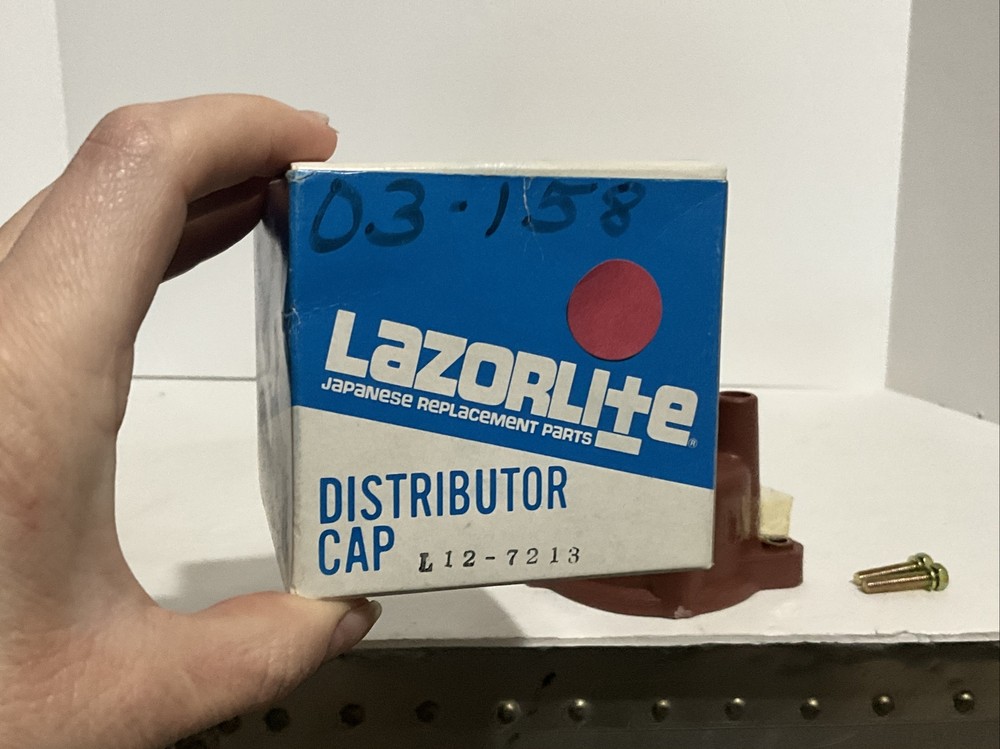 03-158
LaZORLIte
Japanese Replacement Parts
®
DISTRIBUTOR
CAP
L12-7213